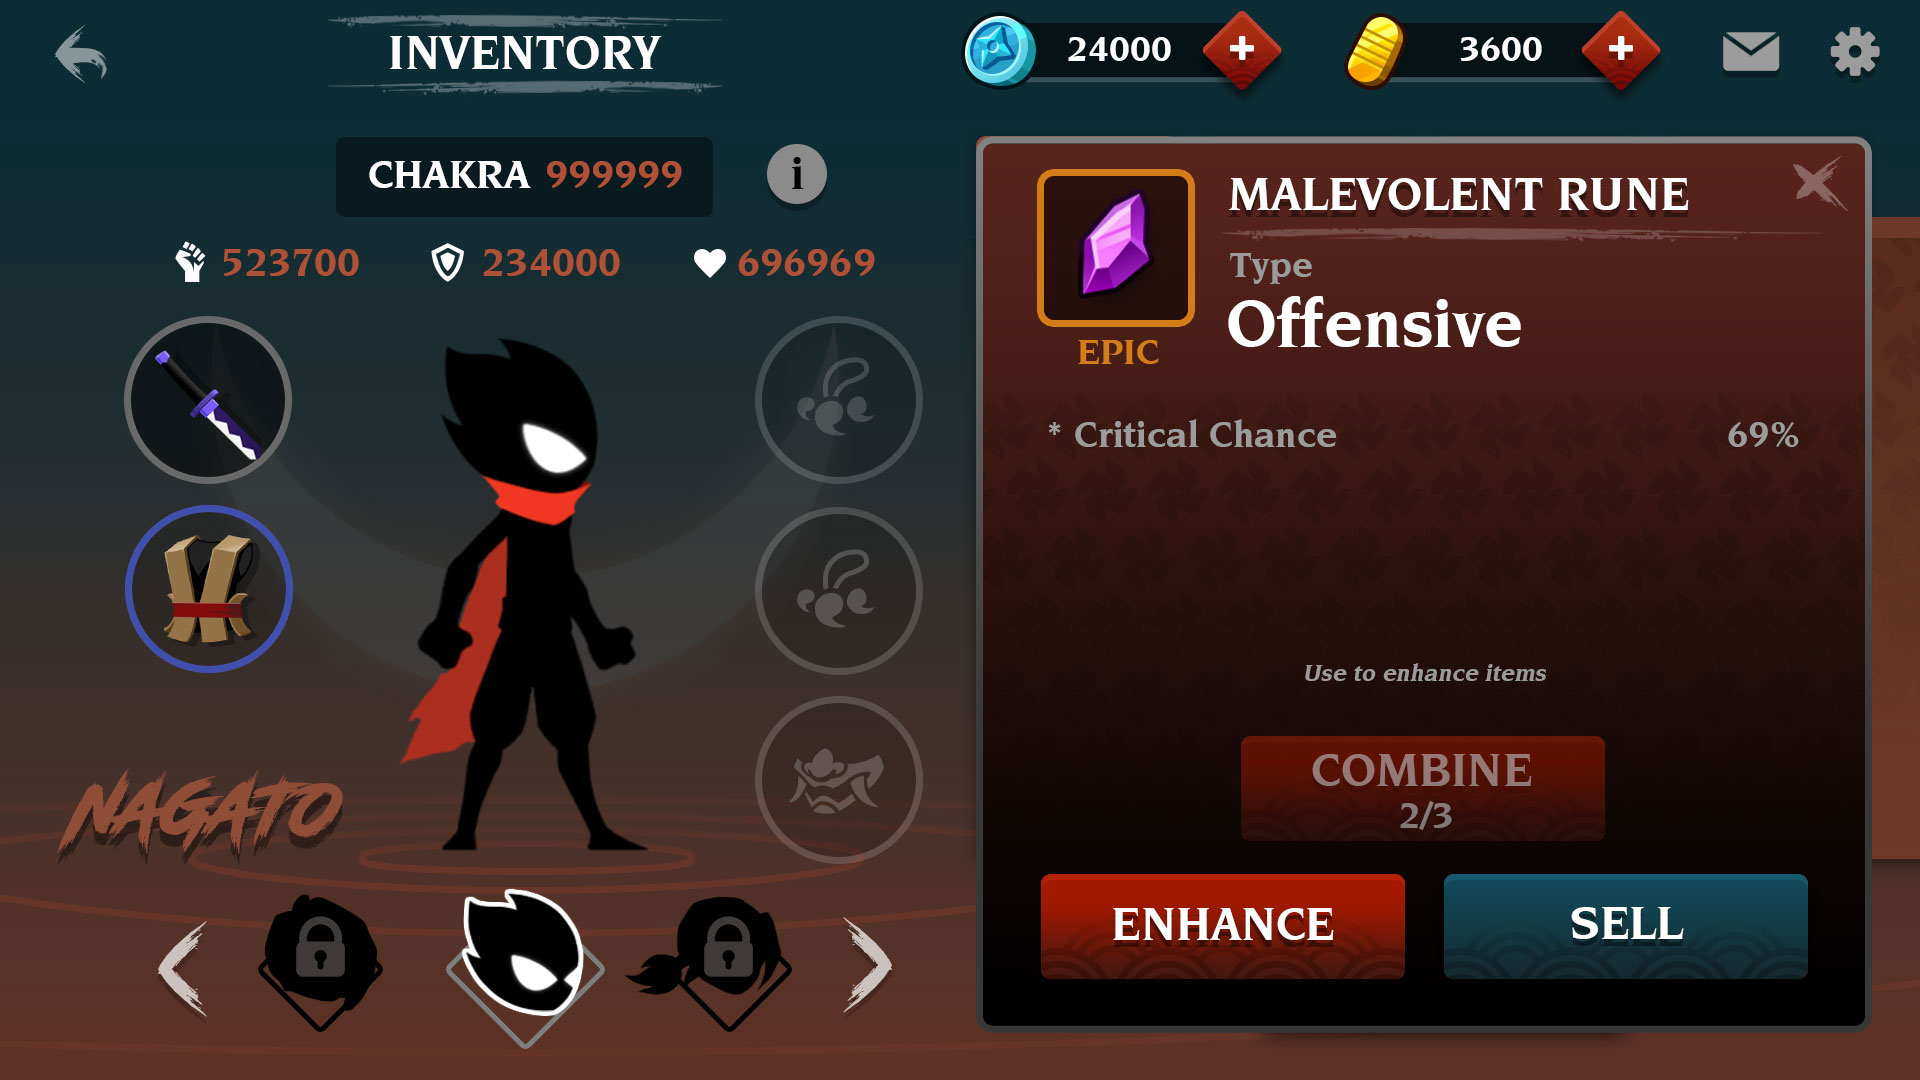 INVENTORY
24000
3600
CHAKRA 999999
i
523700
234000
696969
NAGATO
MALEVOLENT RUNE
Type
Offensive
EPIC
* Critical Chance 69%
Use to enhance items
COMBINE
2/3
ENHANCE
SELL